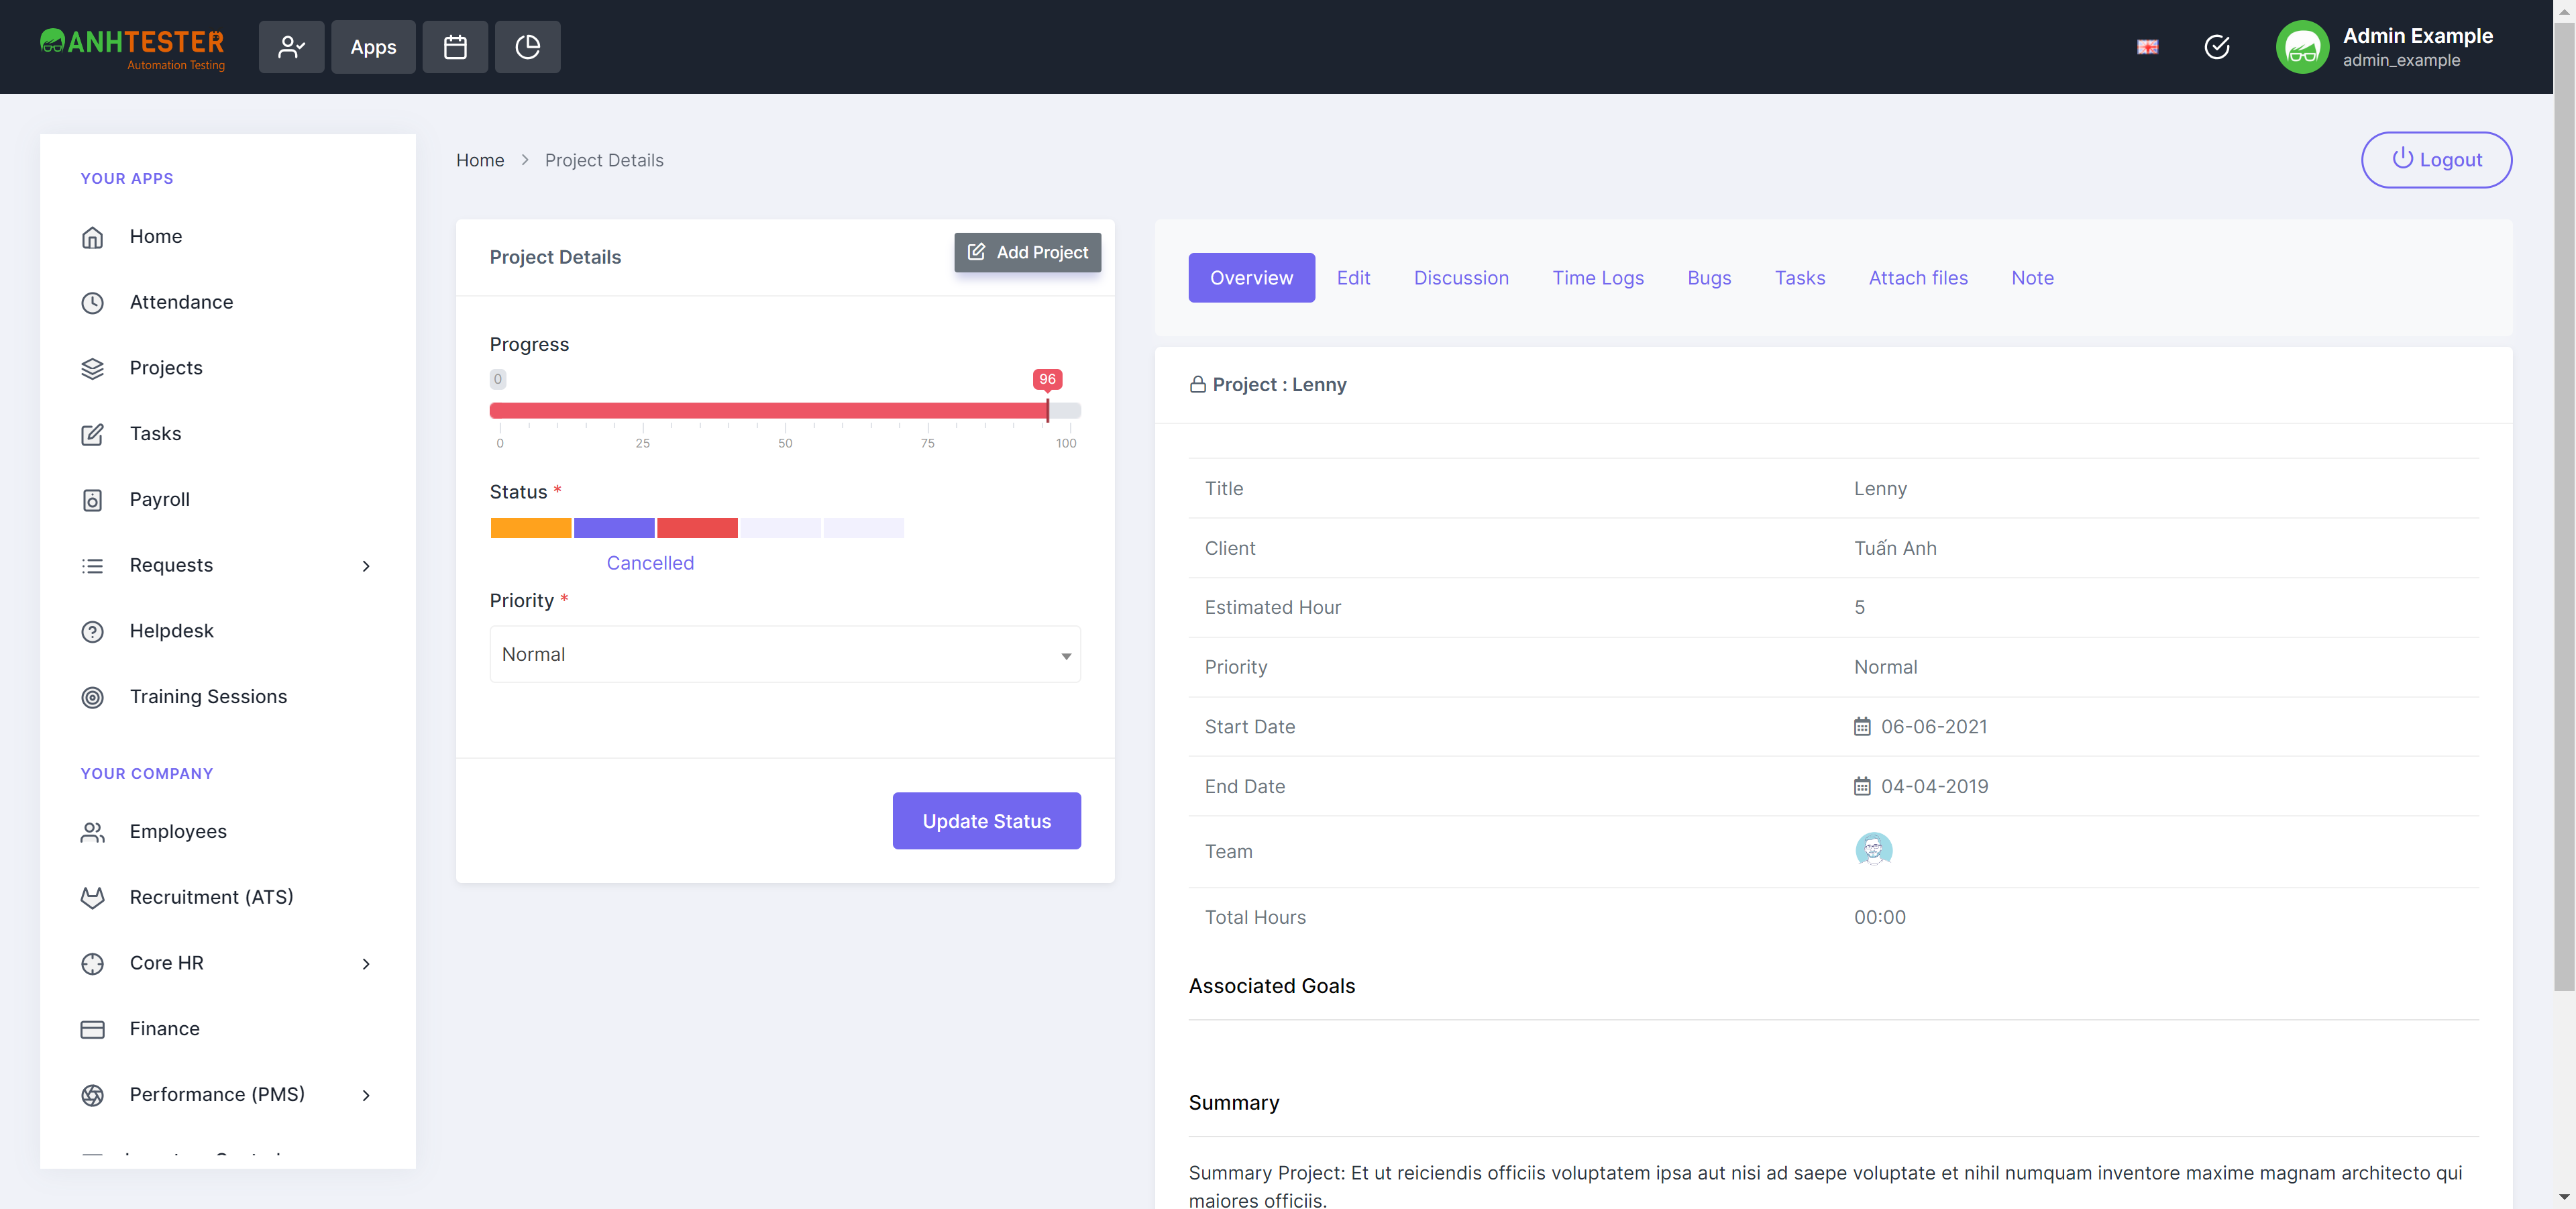 ANHTESTER
Automation Testing
Apps
Admin Example
admin_example
YOUR APPS
Home
Attendance
Projects
Tasks
Payroll
Requests
Helpdesk
Training Sessions
YOUR COMPANY
Employees
Recruitment (ATS)
Core HR
Finance
Performance (PMS)
Home > Project Details
Logout
Project Details
Add Project
Progress
0
96
0 25 50 75 100
Status *
Cancelled
Priority *
Normal
Update Status
Overview Edit Discussion Time Logs Bugs Tasks Attach files Note
Project : Lenny
Title Lenny
Client Tuấn Anh
Estimated Hour 5
Priority Normal
Start Date 06-06-2021
End Date 04-04-2019
Team
Total Hours 00:00
Associated Goals
Summary
Summary Project: Et ut reiciendis officiis voluptatem ipsa aut nisi ad saepe voluptate et nihil numquam inventore maxime magnam architecto qui
maiores officiis.